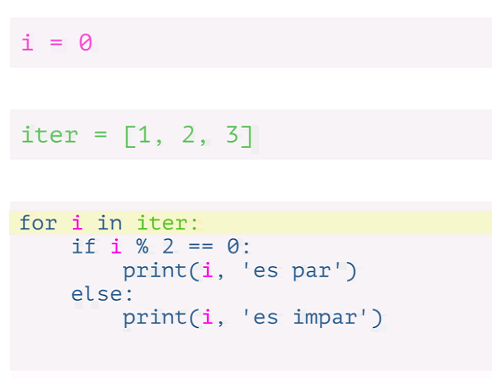 i = 0
iter = [1, 2, 3]
for i in iter:
    if i % 2 == 0:
        print(i, 'es par')
    else:
        print(i, 'es impar')